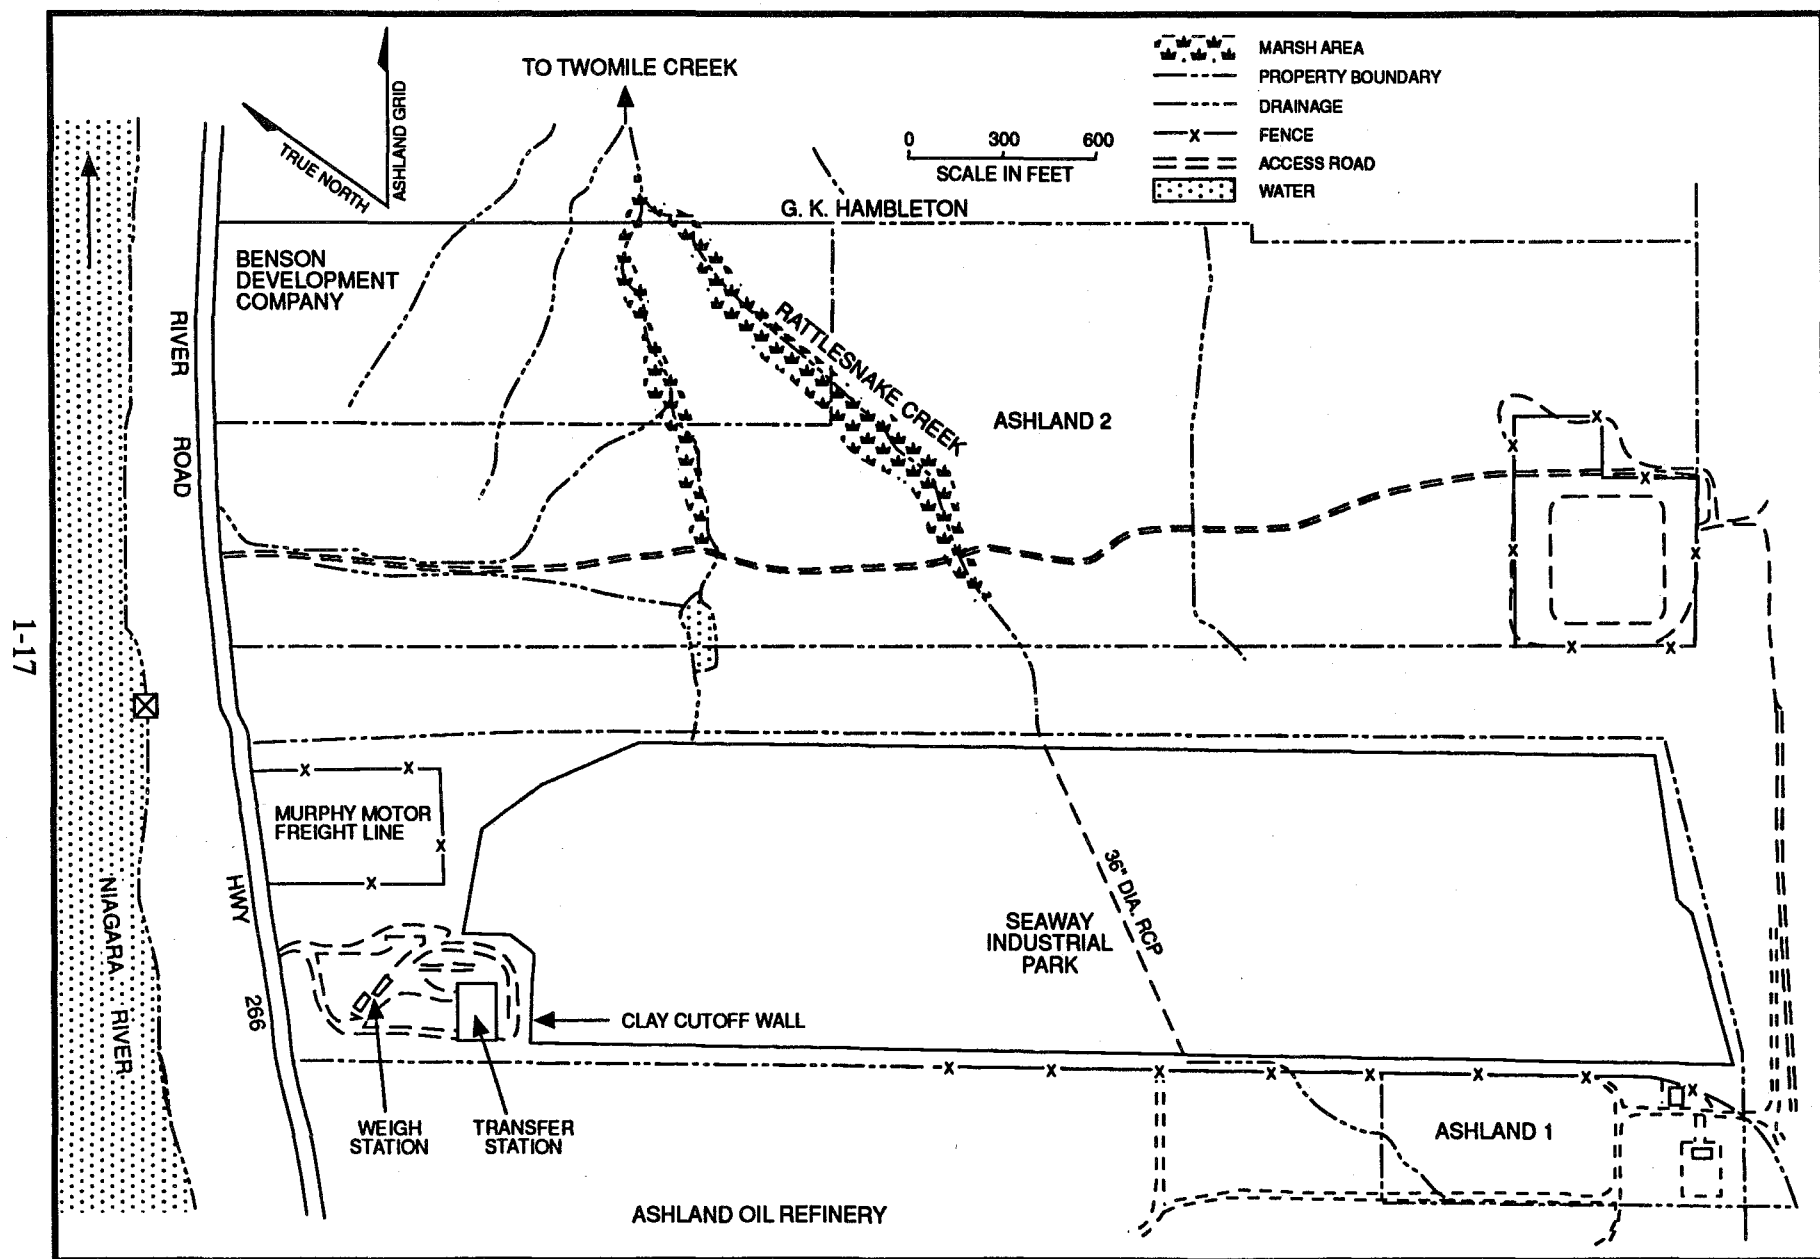 TO TWOMILE CREEK
ASHLAND GRID
TRUE NORTH
0 300 600
SCALE IN FEET
MARSH AREA
PROPERTY BOUNDARY
DRAINAGE
x
FENCE
ACCESS ROAD
WATER
G. K. HAMBLETON
BENSON
DEVELOPMENT
COMPANY
RIVER ROAD
RATTLESNAKE CREEK
ASHLAND 2
1-17
MURPHY MOTOR
FREIGHT LINE
HWY 266
NIAGARA RIVER
36" DIA. RCP
SEAWAY
INDUSTRIAL
PARK
CLAY CUTOFF WALL
WEIGH
STATION
TRANSFER
STATION
ASHLAND 1
ASHLAND OIL REFINERY